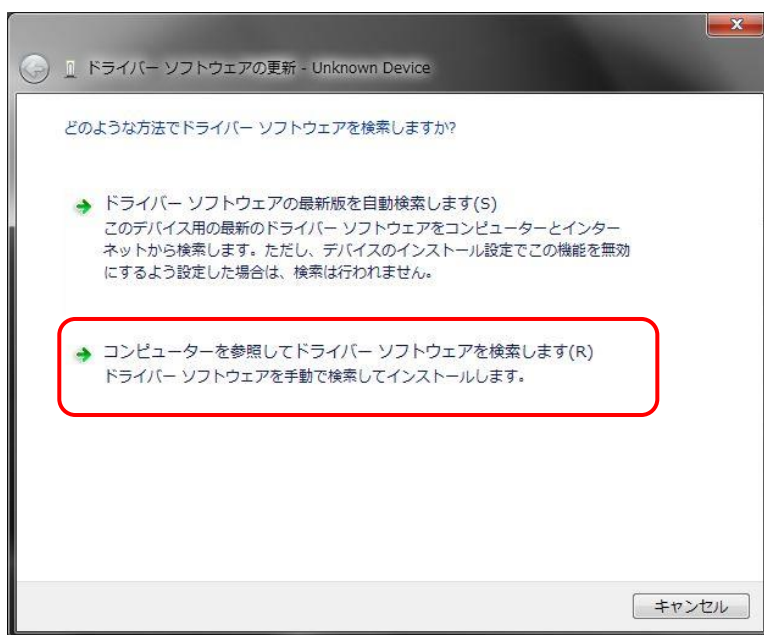 ドライバー ソフトウェアの更新 - Unknown Device
どのような方法でドライバー ソフトウェアを検索しますか?
ドライバー ソフトウェアの最新版を自動検索します(S)
このデバイス用の最新のドライバー ソフトウェアをコンピューターとインター
ネットから検索します。ただし、デバイスのインストール設定でこの機能を無効
にするよう設定した場合は、検索は行われません。
コンピューターを参照してドライバー ソフトウェアを検索します(R)
ドライバー ソフトウェアを手動で検索してインストールします。
キャンセル